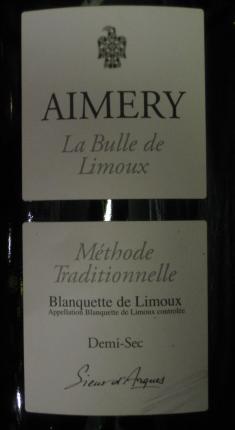 AIMERY
La Bulle de
Limoux
Méthode
Traditionnelle
Blanquette de Limoux
Appellation Blanquette de Limoux contrôlée
Demi-Sec
Sieur d'Arques